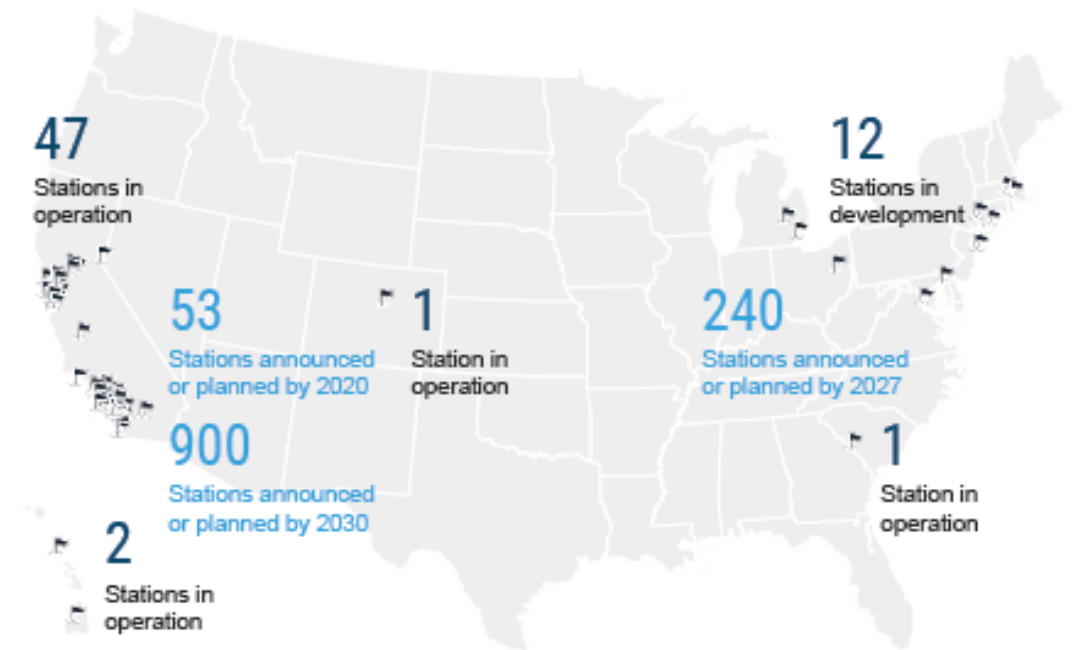 47
Stations in
operation
12
Stations in
development
53
Stations announced
or planned by 2020
1
Station in
operation
240
Stations announced
or planned by 2027
900
Stations announced
or planned by 2030
1
Station in
operation
2
Stations in
operation